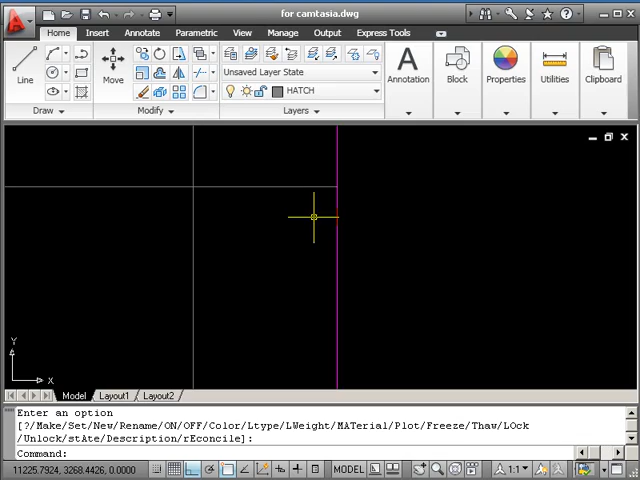 for camtasia.dwg
Home Insert Annotate Parametric View Manage Output Express Tools
Line
Move
Unsaved Layer State
HATCH
Annotation
Block
Properties
Utilities
Clipboard
Draw
Modify
Layers
Y
X
Model Layout1 Layout2
Enter an option
[?/Make/Set/New/Rename/ON/OFF/Color/Ltype/LWeight/MATerial/Plot/Freeze/Thaw/LOck
/Unlock/stAte/Description/rEconcile]:
Command:
11225.7924, 3268.4426, 0.0000
MODEL
1:1